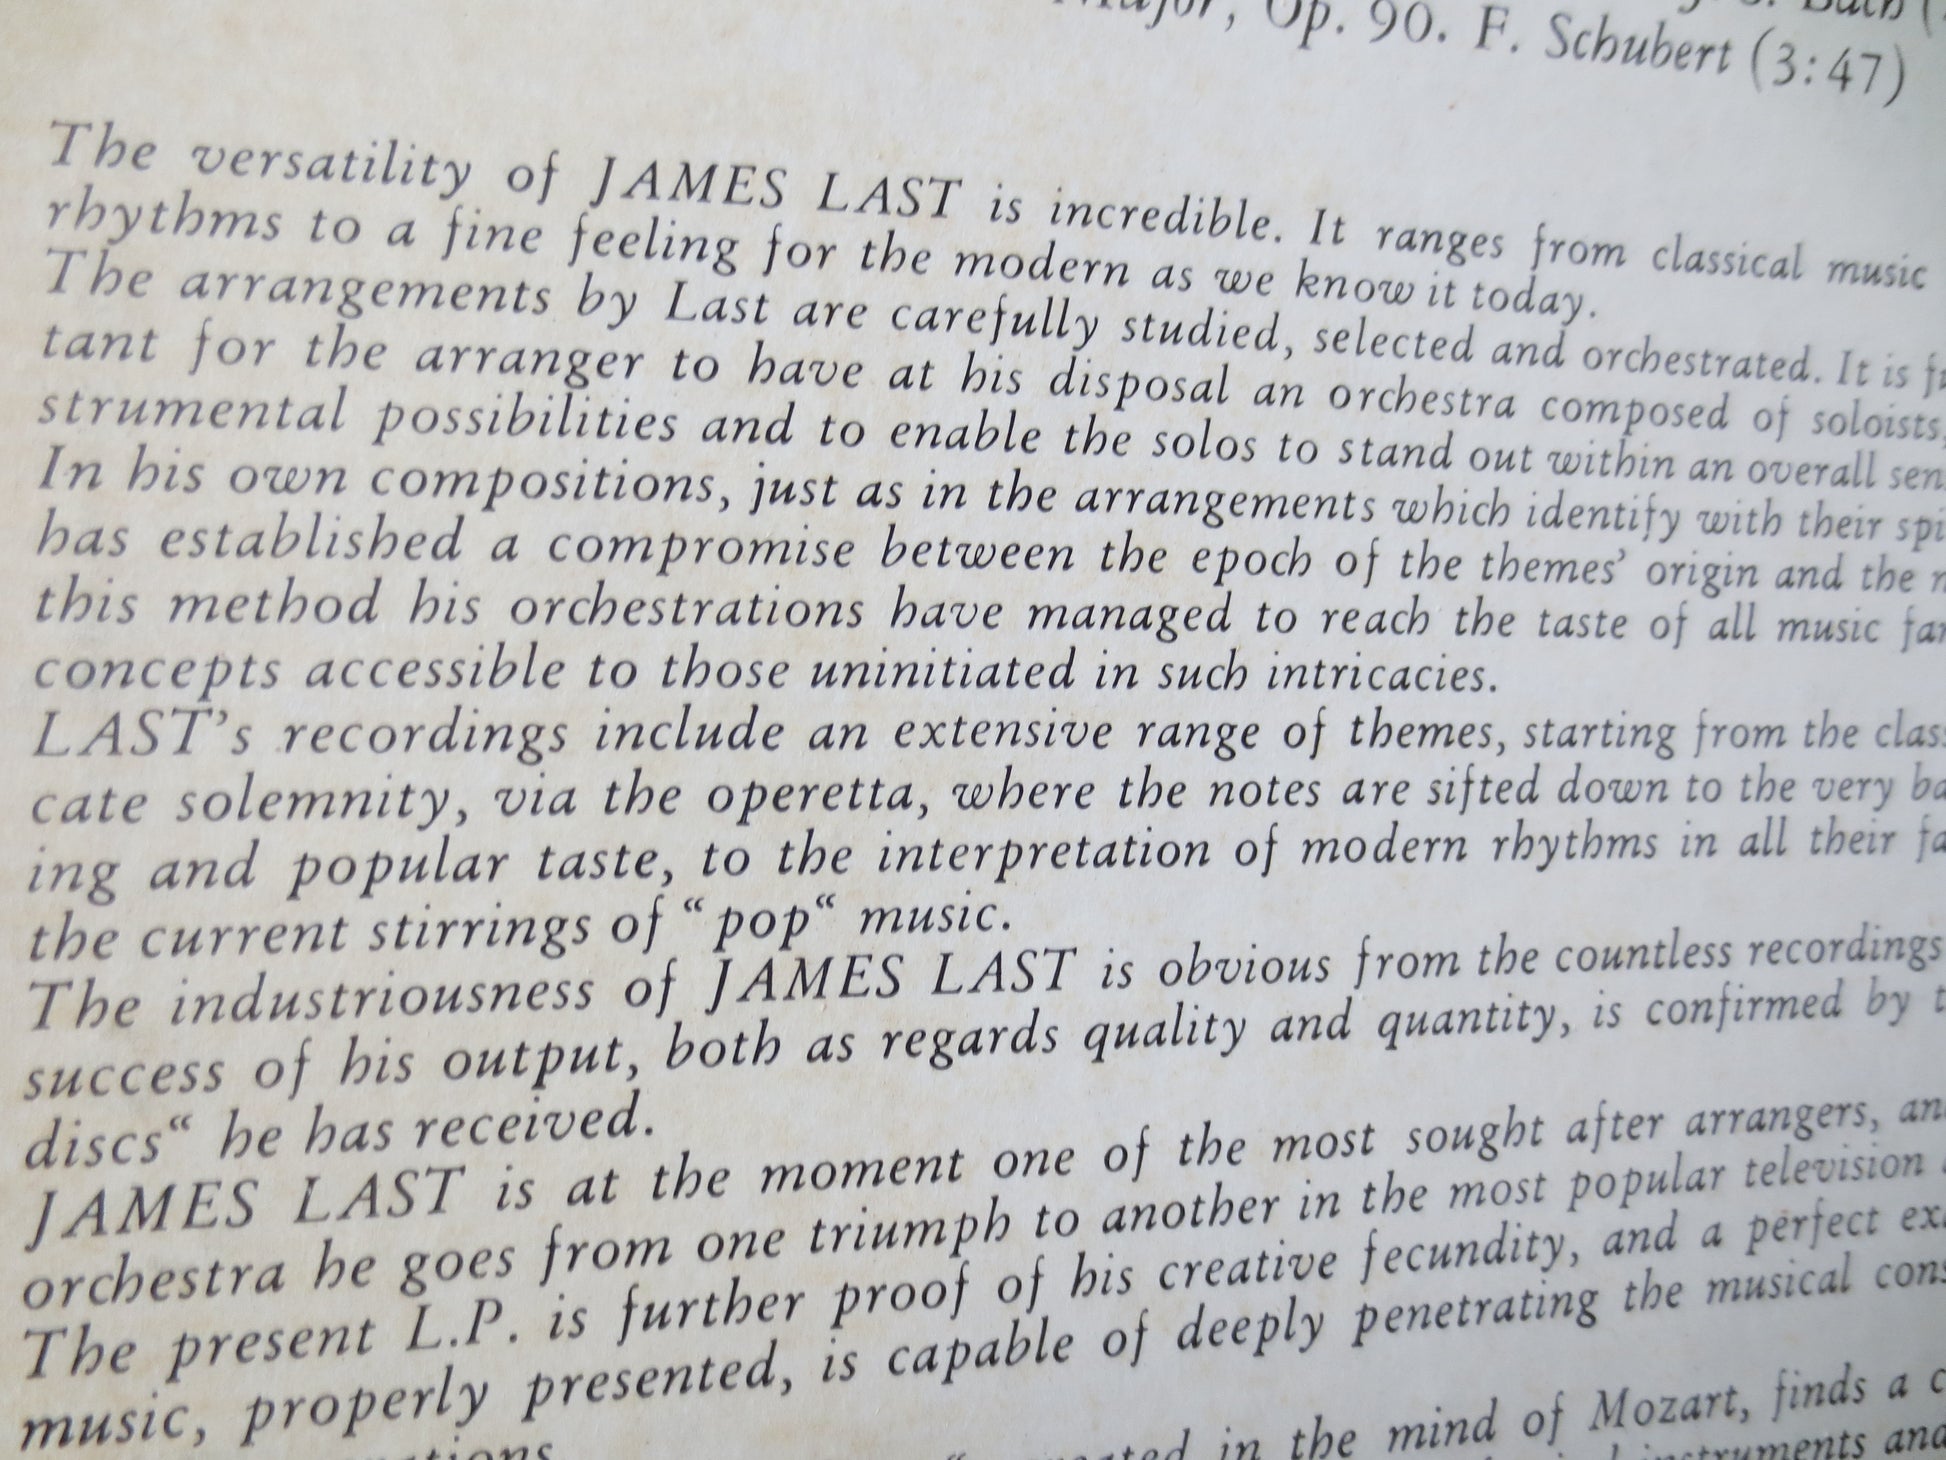 Major, Op. 90. F. Schubert (3:47)
The versatility of JAMES LAST is incredible. It ranges from classical music
rhythms to a fine feeling for the modern as we know it today.
The arrangements by Last are carefully studied, selected and orchestrated. It is
tant for the arranger to have at his disposal an orchestra composed of soloists,
strumental possibilities and to enable the solos to stand out within an overall
In his own compositions, just as in the arrangements which identify with their
has established a compromise between the epoch of the themes' origin and the
this method his orchestrations have managed to reach the taste of all music
concepts accessible to those uninitiated in such intricacies.
LAST's recordings include an extensive range of themes, starting from the
cate solemnity, via the operetta, where the notes are sifted down to the very
ing and popular taste, to the interpretation of modern rhythms in all their
the current stirrings of “pop“ music.
The industriousness of JAMES LAST is obvious from the countless recordings
success of his output, both as regards quality and quantity, is confirmed by
discs“ he has received.
JAMES LAST is at the moment one of the most sought after arrangers,
orchestra he goes from one triumph to another in the most popular television
The present L.P. is further proof of his creative fecundity, and a perfect
music, properly presented, is capable of deeply penetrating the musical
in the mind of Mozart, finds a
instruments and